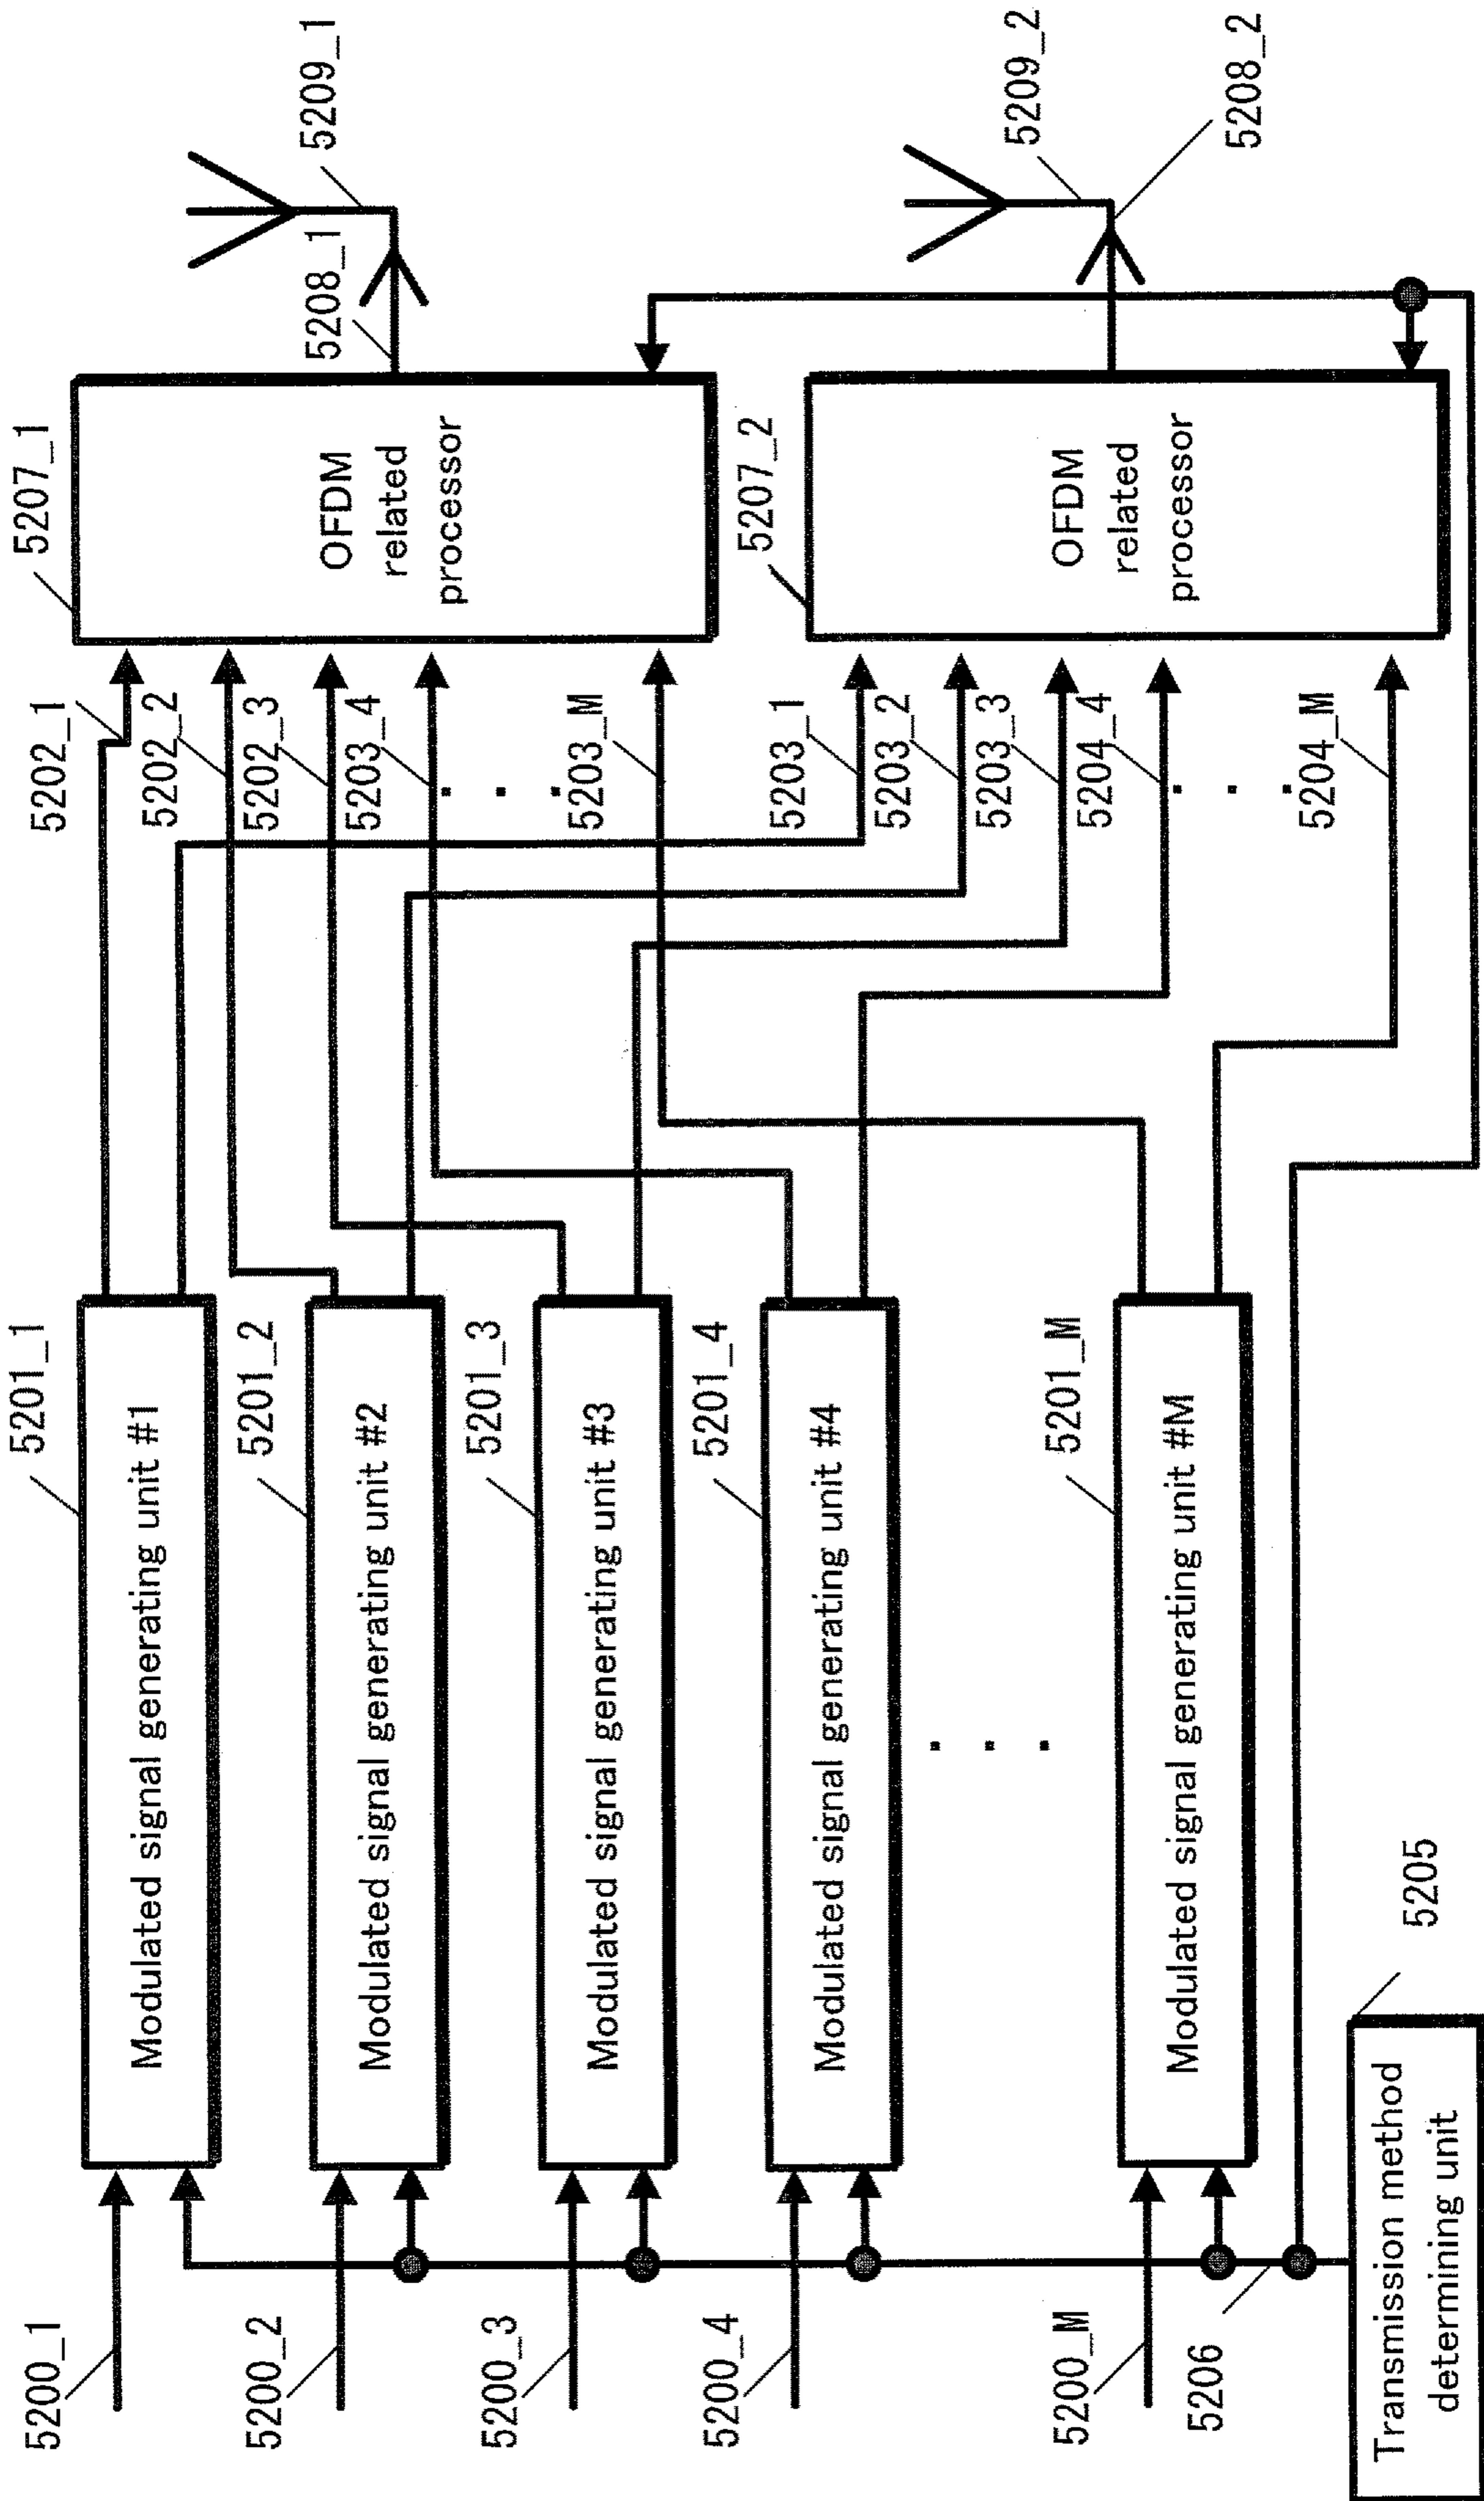 5200_1
5200_2
5200_3
5200_4
5200_M
5206
Transmission method
determining unit
5205
5201_1
Modulated signal generating unit #1
5201_2
Modulated signal generating unit #2
5201_3
Modulated signal generating unit #3
5201_4
Modulated signal generating unit #4
. . .
5201_M
Modulated signal generating unit #M
5202_1
5202_2
5202_3
5203_4
. . .
5203_M
5203_1
5203_2
5203_3
5204_4
. . .
5204_M
5207_1
OFDM
related
processor
5207_2
OFDM
related
processor
5208_1
5209_1
5209_2
5208_2